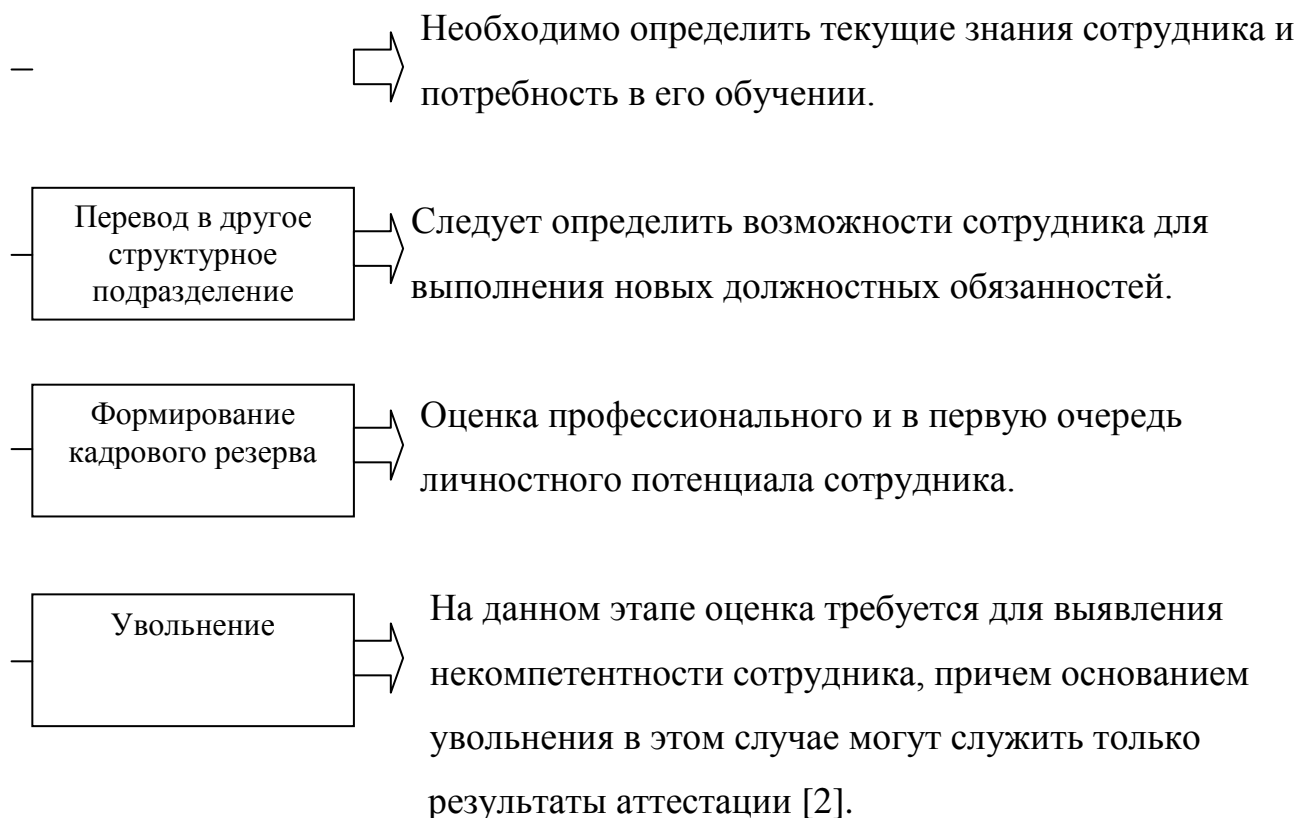 Необходимо определить текущие знания сотрудника и
потребность в его обучении.
Перевод в другое
структурное
подразделение
Следует определить возможности сотрудника для
выполнения новых должностных обязанностей.
Формирование
кадрового резерва
Оценка профессионального и в первую очередь
личностного потенциала сотрудника.
Увольнение
На данном этапе оценка требуется для выявления
некомпетентности сотрудника, причем основанием
увольнения в этом случае могут служить только
результаты аттестации [2].